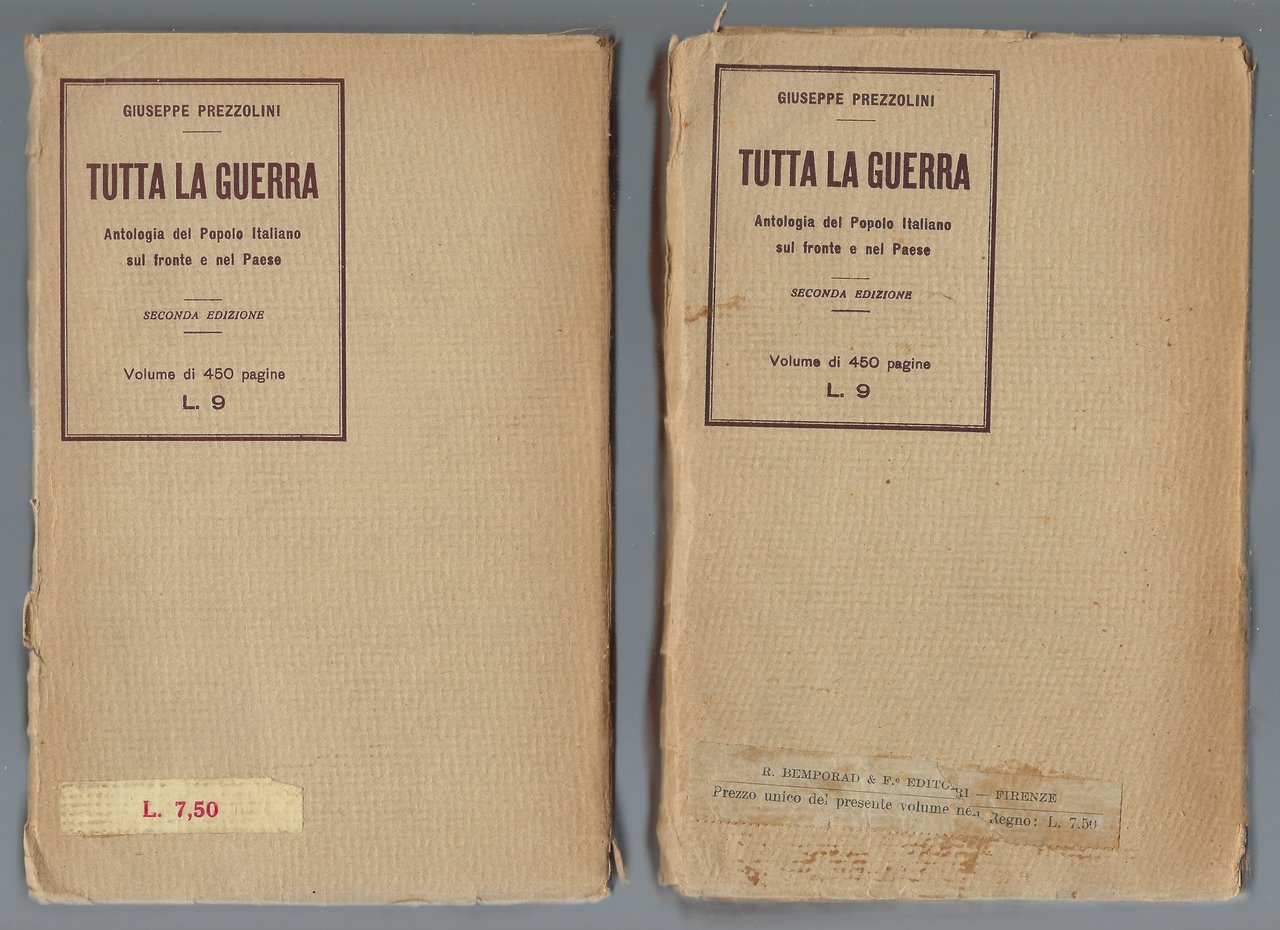 GIUSEPPE PREZZOLINI
TUTTA LA GUERRA
Antologia del Popolo Italiano
sul fronte e nel Paese
SECONDA EDIZIONE
Volume di 450 pagine
L. 9
L. 7,50
GIUSEPPE PREZZOLINI
TUTTA LA GUERRA
Antologia del Popolo Italiano
sul fronte e nel Paese
SECONDA EDIZIONE
Volume di 450 pagine
L. 9
R. BEMPORAD & F.º EDITORI — FIRENZE
Prezzo unico del presente volume nel Regno: L. 7.50